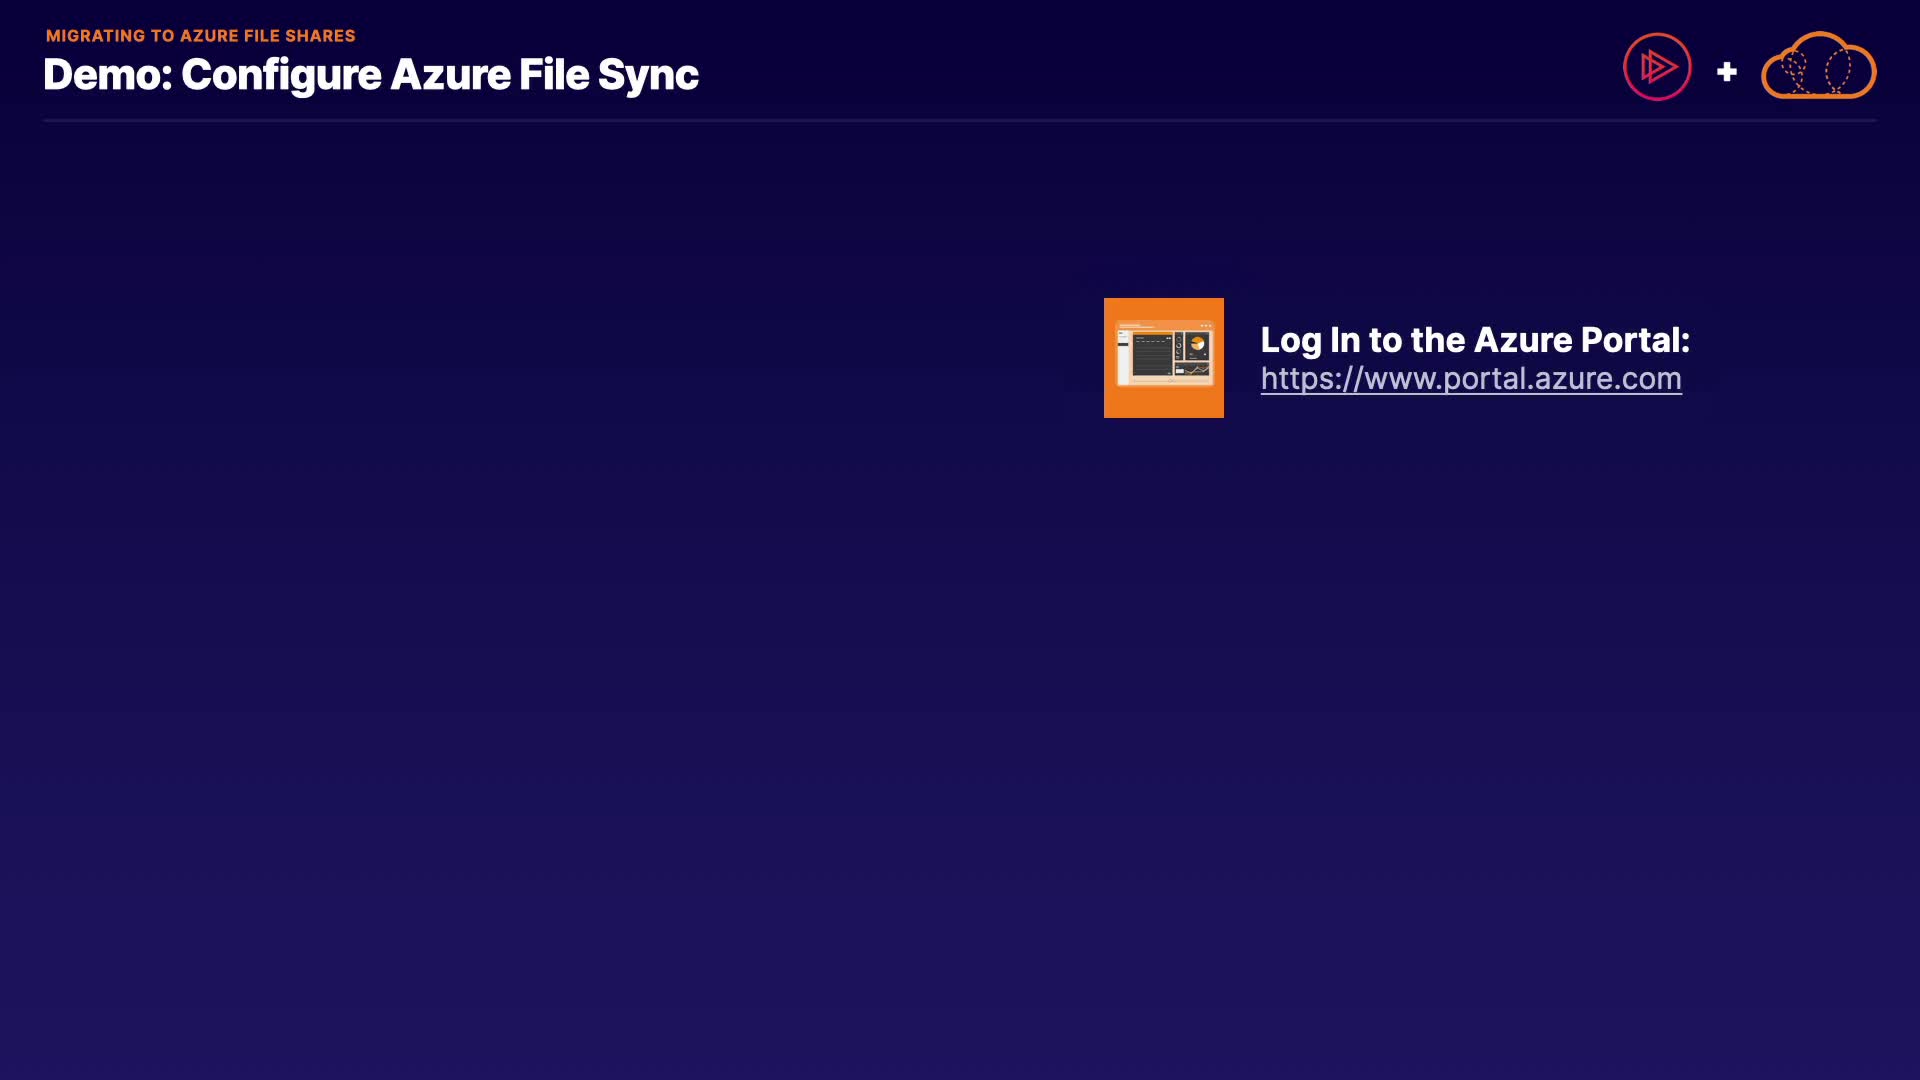 MIGRATING TO AZURE FILE SHARES
Demo: Configure Azure File Sync
+
Log In to the Azure Portal:
https://www.portal.azure.com